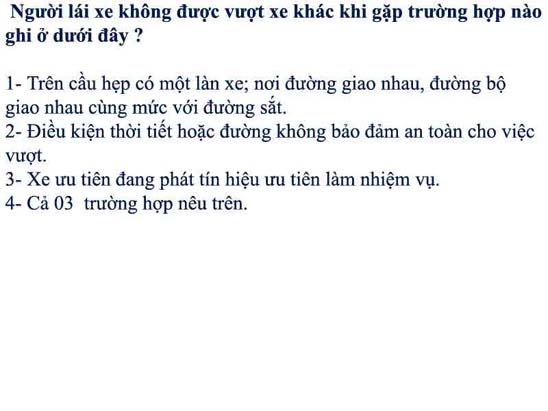 Người lái xe không được vượt xe khác khi gặp trường hợp nào
ghi ở dưới đây ?
1- Trên cầu hẹp có một làn xe; nơi đường giao nhau, đường bộ
giao nhau cùng mức với đường sắt.
2- Điều kiện thời tiết hoặc đường không bảo đảm an toàn cho việc
vượt.
3- Xe ưu tiên đang phát tín hiệu ưu tiên làm nhiệm vụ.
4- Cả 03 trường hợp nêu trên.